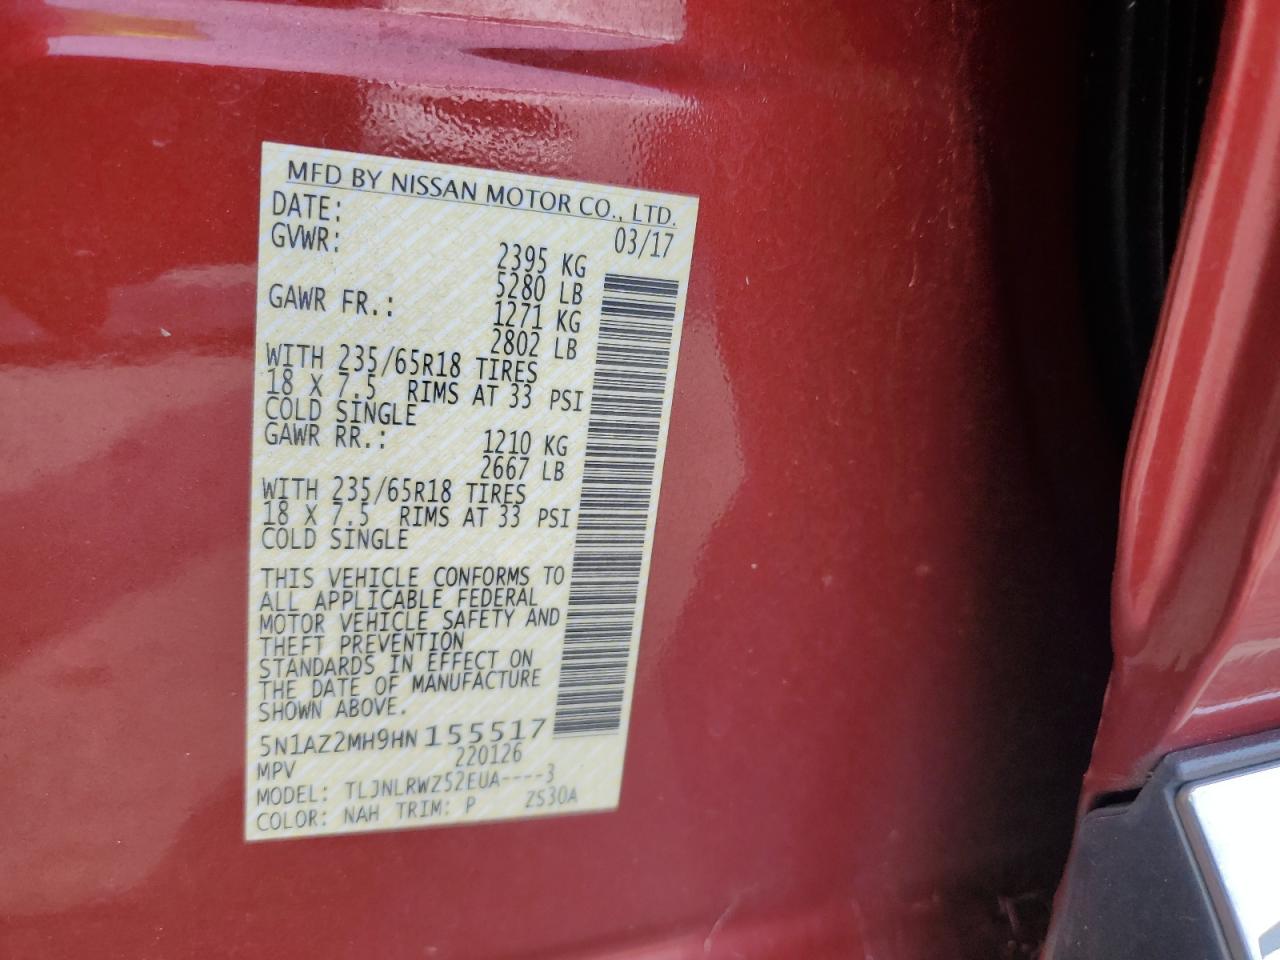 MFD BY NISSAN MOTOR CO., LTD.
DATE: 03/17
GVWR: 2395 KG
5280 LB
GAWR FR.: 1271 KG
2802 LB
WITH 235/65R18 TIRES
18 X 7.5 RIMS AT 33 PSI
COLD SINGLE
GAWR RR.: 1210 KG
2667 LB
WITH 235/65R18 TIRES
18 X 7.5 RIMS AT 33 PSI
COLD SINGLE
THIS VEHICLE CONFORMS TO
ALL APPLICABLE FEDERAL
MOTOR VEHICLE SAFETY AND
THEFT PREVENTION
STANDARDS IN EFFECT ON
THE DATE OF MANUFACTURE
SHOWN ABOVE.
5N1AZ2MH9HN155517
MPV 220126
MODEL: TLJNLRWZ52EUA----3
COLOR: NAH TRIM: P ZS30A